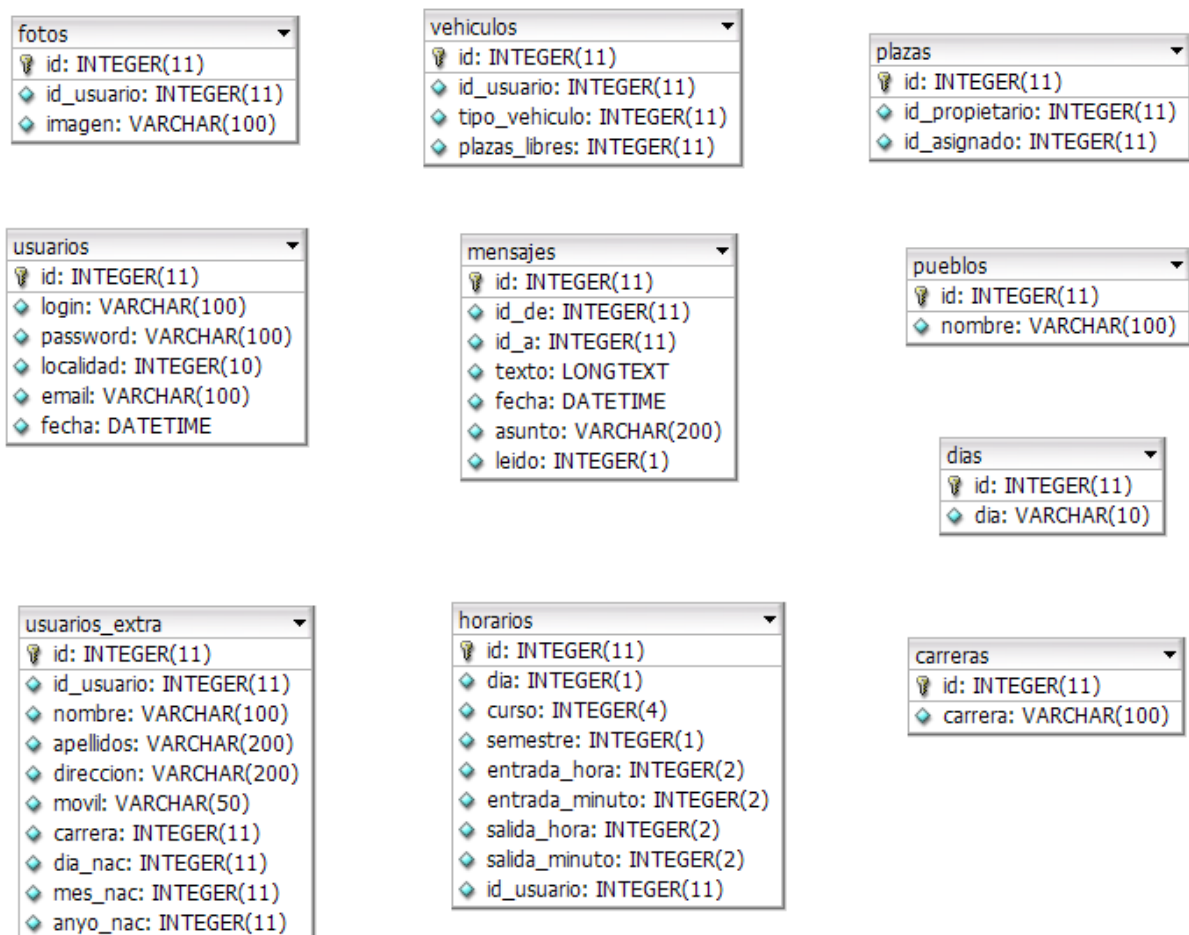 fotos
id: INTEGER(11)
id_usuario: INTEGER(11)
imagen: VARCHAR(100)
vehiculos
id: INTEGER(11)
id_usuario: INTEGER(11)
tipo_vehiculo: INTEGER(11)
plazas_libres: INTEGER(11)
plazas
id: INTEGER(11)
id_propietario: INTEGER(11)
id_asignado: INTEGER(11)
usuarios
id: INTEGER(11)
login: VARCHAR(100)
password: VARCHAR(100)
localidad: INTEGER(10)
email: VARCHAR(100)
fecha: DATETIME
mensajes
id: INTEGER(11)
id_de: INTEGER(11)
id_a: INTEGER(11)
texto: LONGTEXT
fecha: DATETIME
asunto: VARCHAR(200)
leido: INTEGER(1)
pueblos
id: INTEGER(11)
nombre: VARCHAR(100)
dias
id: INTEGER(11)
dia: VARCHAR(10)
usuarios_extra
id: INTEGER(11)
id_usuario: INTEGER(11)
nombre: VARCHAR(100)
apellidos: VARCHAR(200)
direccion: VARCHAR(200)
movil: VARCHAR(50)
carrera: INTEGER(11)
dia_nac: INTEGER(11)
mes_nac: INTEGER(11)
anyo_nac: INTEGER(11)
horarios
id: INTEGER(11)
dia: INTEGER(1)
curso: INTEGER(4)
semestre: INTEGER(1)
entrada_hora: INTEGER(2)
entrada_minuto: INTEGER(2)
salida_hora: INTEGER(2)
salida_minuto: INTEGER(2)
id_usuario: INTEGER(11)
carreras
id: INTEGER(11)
carrera: VARCHAR(100)